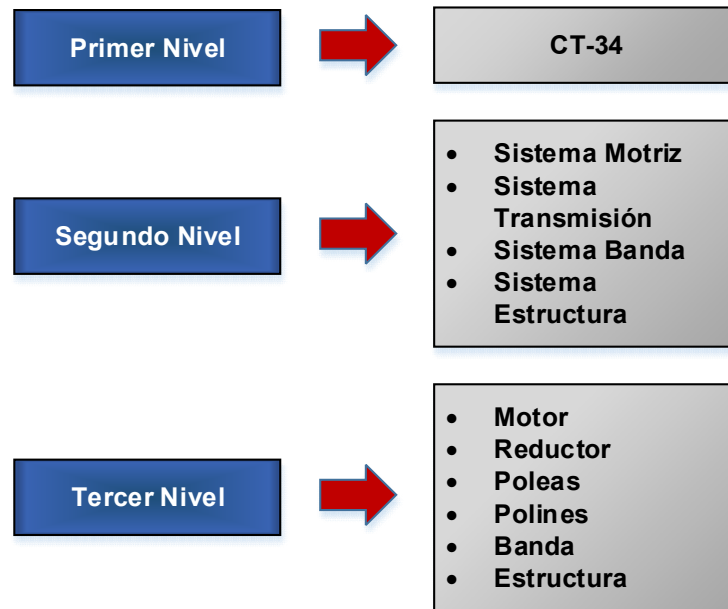 Primer Nivel
CT-34
Segundo Nivel
• Sistema Motriz
• Sistema
Transmisión
• Sistema Banda
• Sistema
Estructura
Tercer Nivel
• Motor
• Reductor
• Poleas
• Polines
• Banda
• Estructura